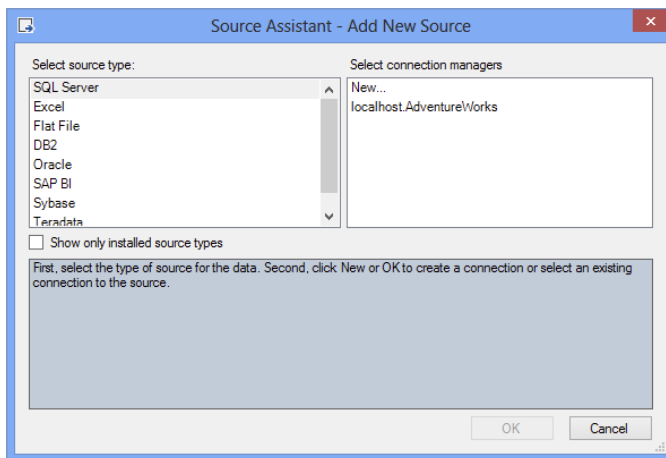 Source Assistant - Add New Source
Select source type:
SQL Server
Excel
Flat File
DB2
Oracle
SAP BI
Sybase
Teradata
Select connection managers
New...
localhost.AdventureWorks
Show only installed source types
First, select the type of source for the data. Second, click New or OK to create a connection or select an existing
connection to the source.
OK
Cancel